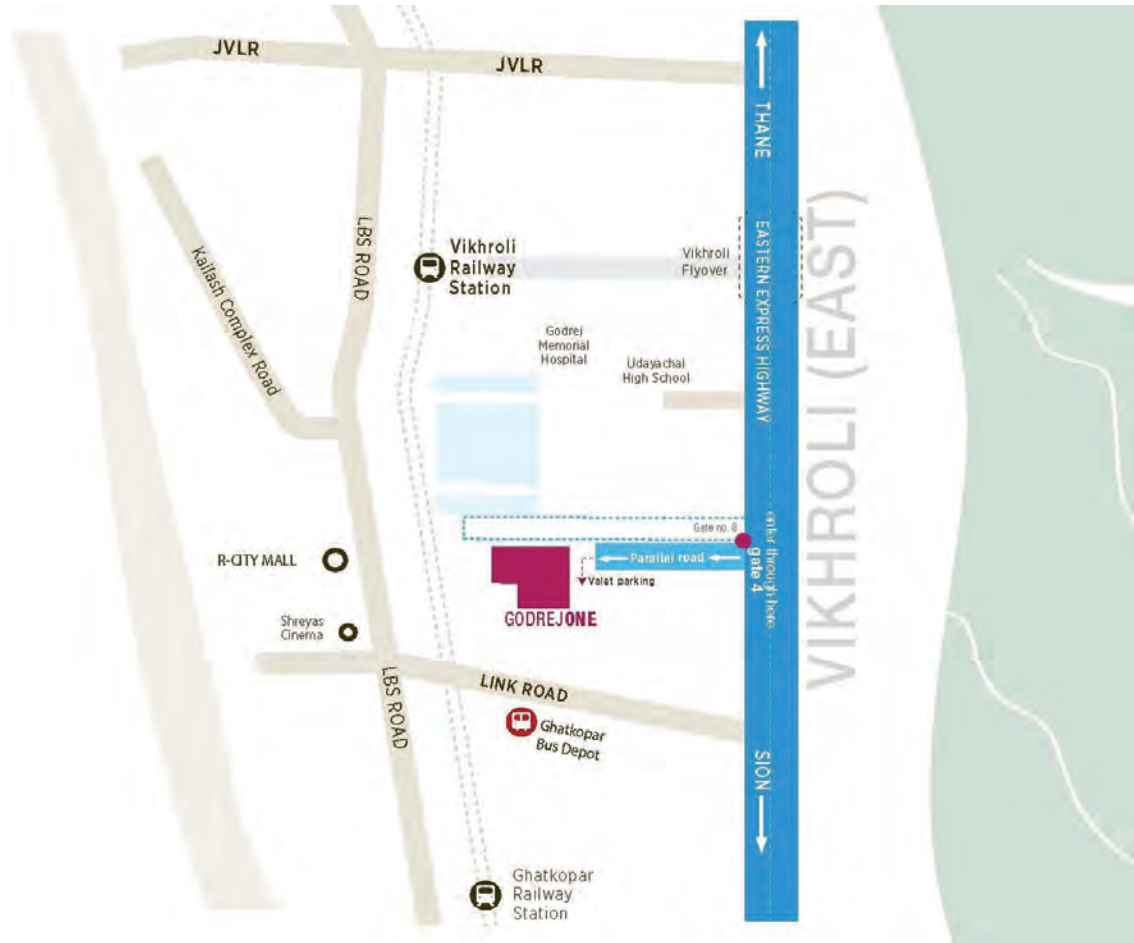 JVLR
JVLR
THANE
LBS ROAD
Kailash Complex Road
Vikhroli
Railway
Station
Vikhroli
Flyover
EASTERN EXPRESS HIGHWAY
VIKHROLI (EAST)
Godrej
Memorial
Hospital
Udayachal
High School
Gate no. 8
enter through here
gate 4
Parallel road
Valet parking
R-CITY MALL
GODREJONE
Shreyas
Cinema
LBS ROAD
LINK ROAD
Ghatkopar
Bus Depot
SION
Ghatkopar
Railway
Station